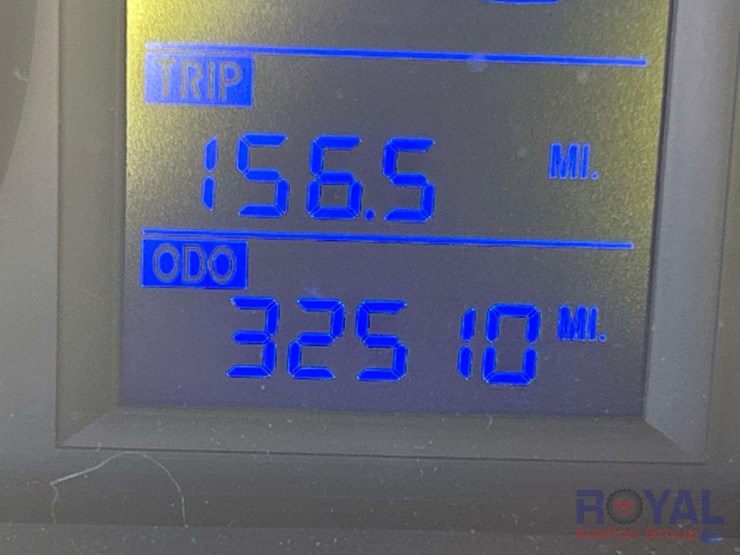 TRIP
156.5 MI.
ODO
32510 MI.
ROYAL